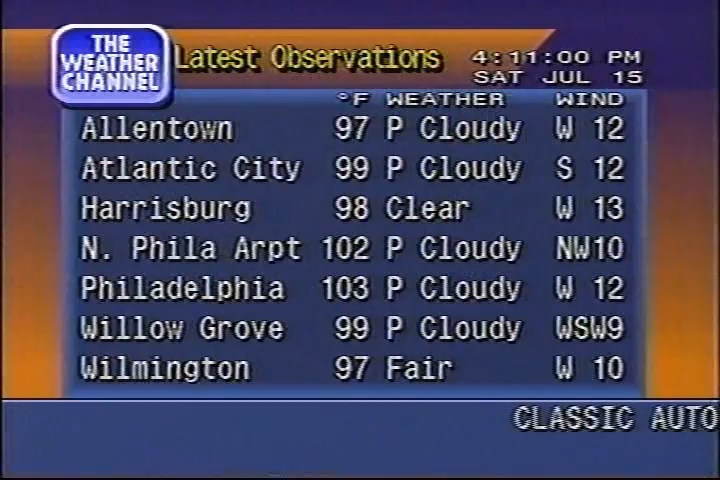 THE
WEATHER
CHANNEL
Latest Observations
4:11:00 PM
SAT JUL 15
°F WEATHER WIND
Allentown 97 P Cloudy W 12
Atlantic City 99 P Cloudy S 12
Harrisburg 98 Clear W 13
N. Phila Arpt 102 P Cloudy NW10
Philadelphia 103 P Cloudy W 12
Willow Grove 99 P Cloudy WSW9
Wilmington 97 Fair W 10
CLASSIC AUTO